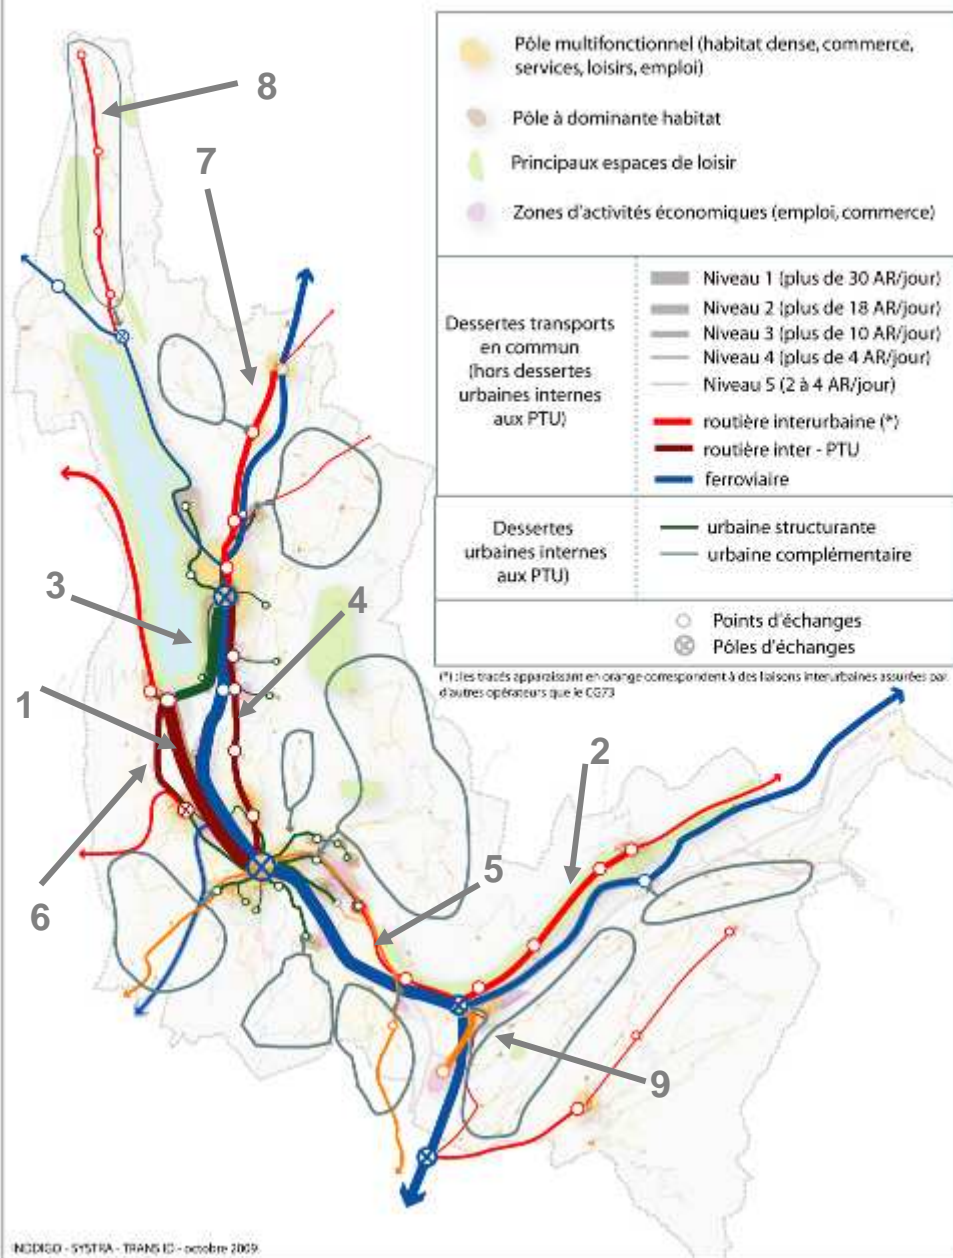 Pôle multifonctionnel (habitat dense, commerce,
services, loisirs, emploi)
Pôle à dominante habitat
Principaux espaces de loisir
Zones d'activités économiques (emploi, commerce)
Dessertes transports
en commun
(hors dessertes
urbaines internes
aux PTU)
Niveau 1 (plus de 30 AR/jour)
Niveau 2 (plus de 18 AR/jour)
Niveau 3 (plus de 10 AR/jour)
Niveau 4 (plus de 4 AR/jour)
Niveau 5 (2 à 4 AR/jour)
routière interurbaine (*)
routière inter - PTU
ferroviaire
Dessertes
urbaines internes
aux PTU)
urbaine structurante
urbaine complémentaire
Points d'échanges
Pôles d'échanges
(*) : les tracés apparaissant en orange correspondent à des liaisons interurbaines assurées par
d'autres opérateurs que le CG73
8
7
3
4
1
2
5
6
9
INDDIGO - SYSTRA - TRANS ID - octobre 2009